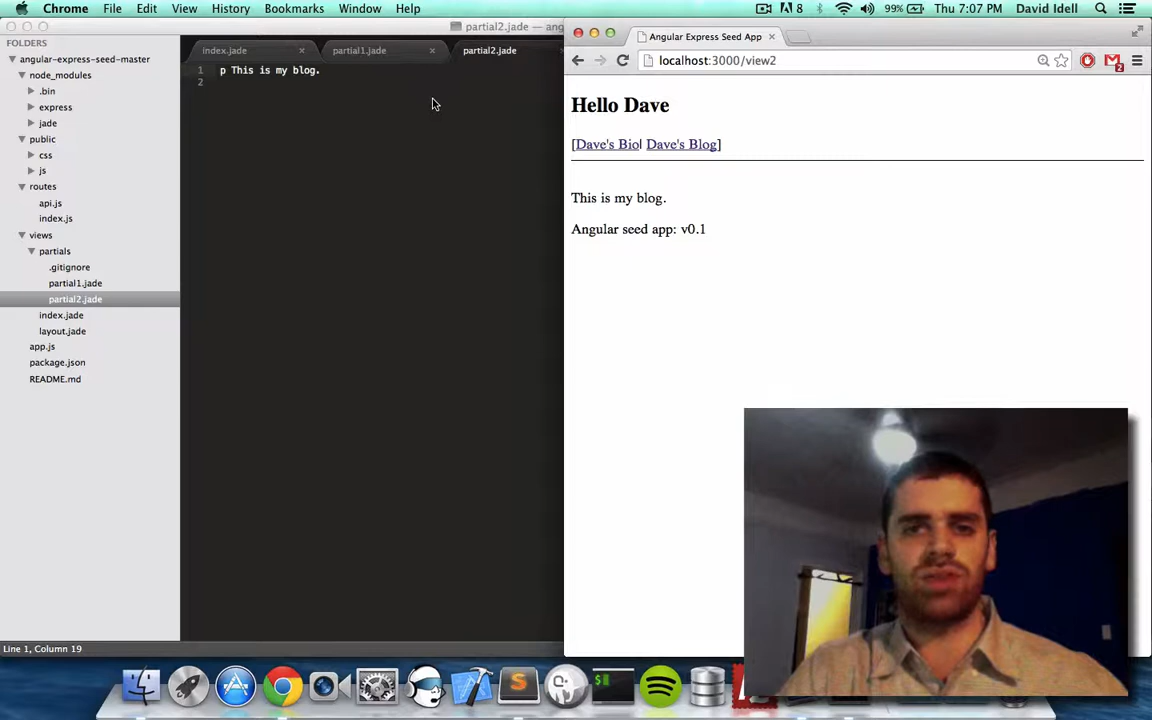 Chrome File Edit View History Bookmarks Window Help 8 99% Thu 7:07 PM David Idell
partial2.jade — ang
FOLDERS
angular-express-seed-master
node_modules
.bin
express
jade
public
css
js
routes
api.js
index.js
views
partials
.gitignore
partial1.jade
partial2.jade
index.jade
layout.jade
app.js
package.json
README.md
index.jade partial1.jade partial2.jade
1 p This is my blog.
2
Line 1, Column 19
Angular Express Seed App
localhost:3000/view2
2
Hello Dave
[Dave's Bio| Dave's Blog]
This is my blog.
Angular seed app: v0.1
S
$